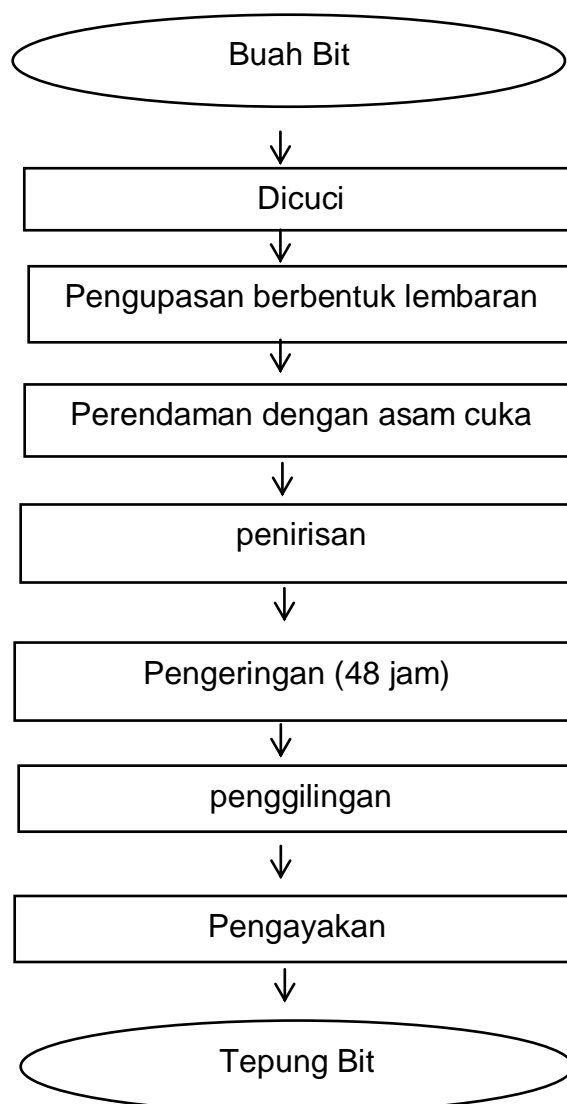 Buah Bit
Dicuci
Pengupasan berbentuk lembaran
Perendaman dengan asam cuka
penirisan
Pengeringan (48 jam)
penggilingan
Pengayakan
Tepung Bit